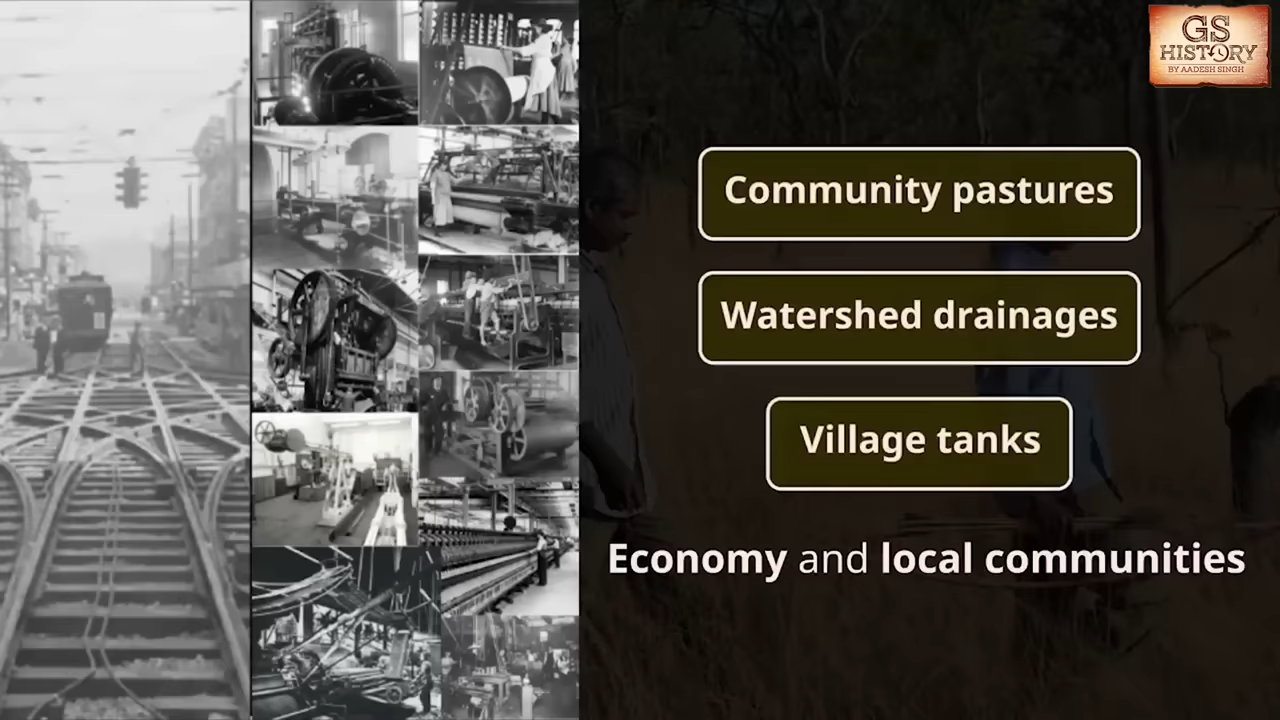 GS
HISTORY
BY AADESH SINGH
Community pastures
Watershed drainages
Village tanks
Economy and local communities